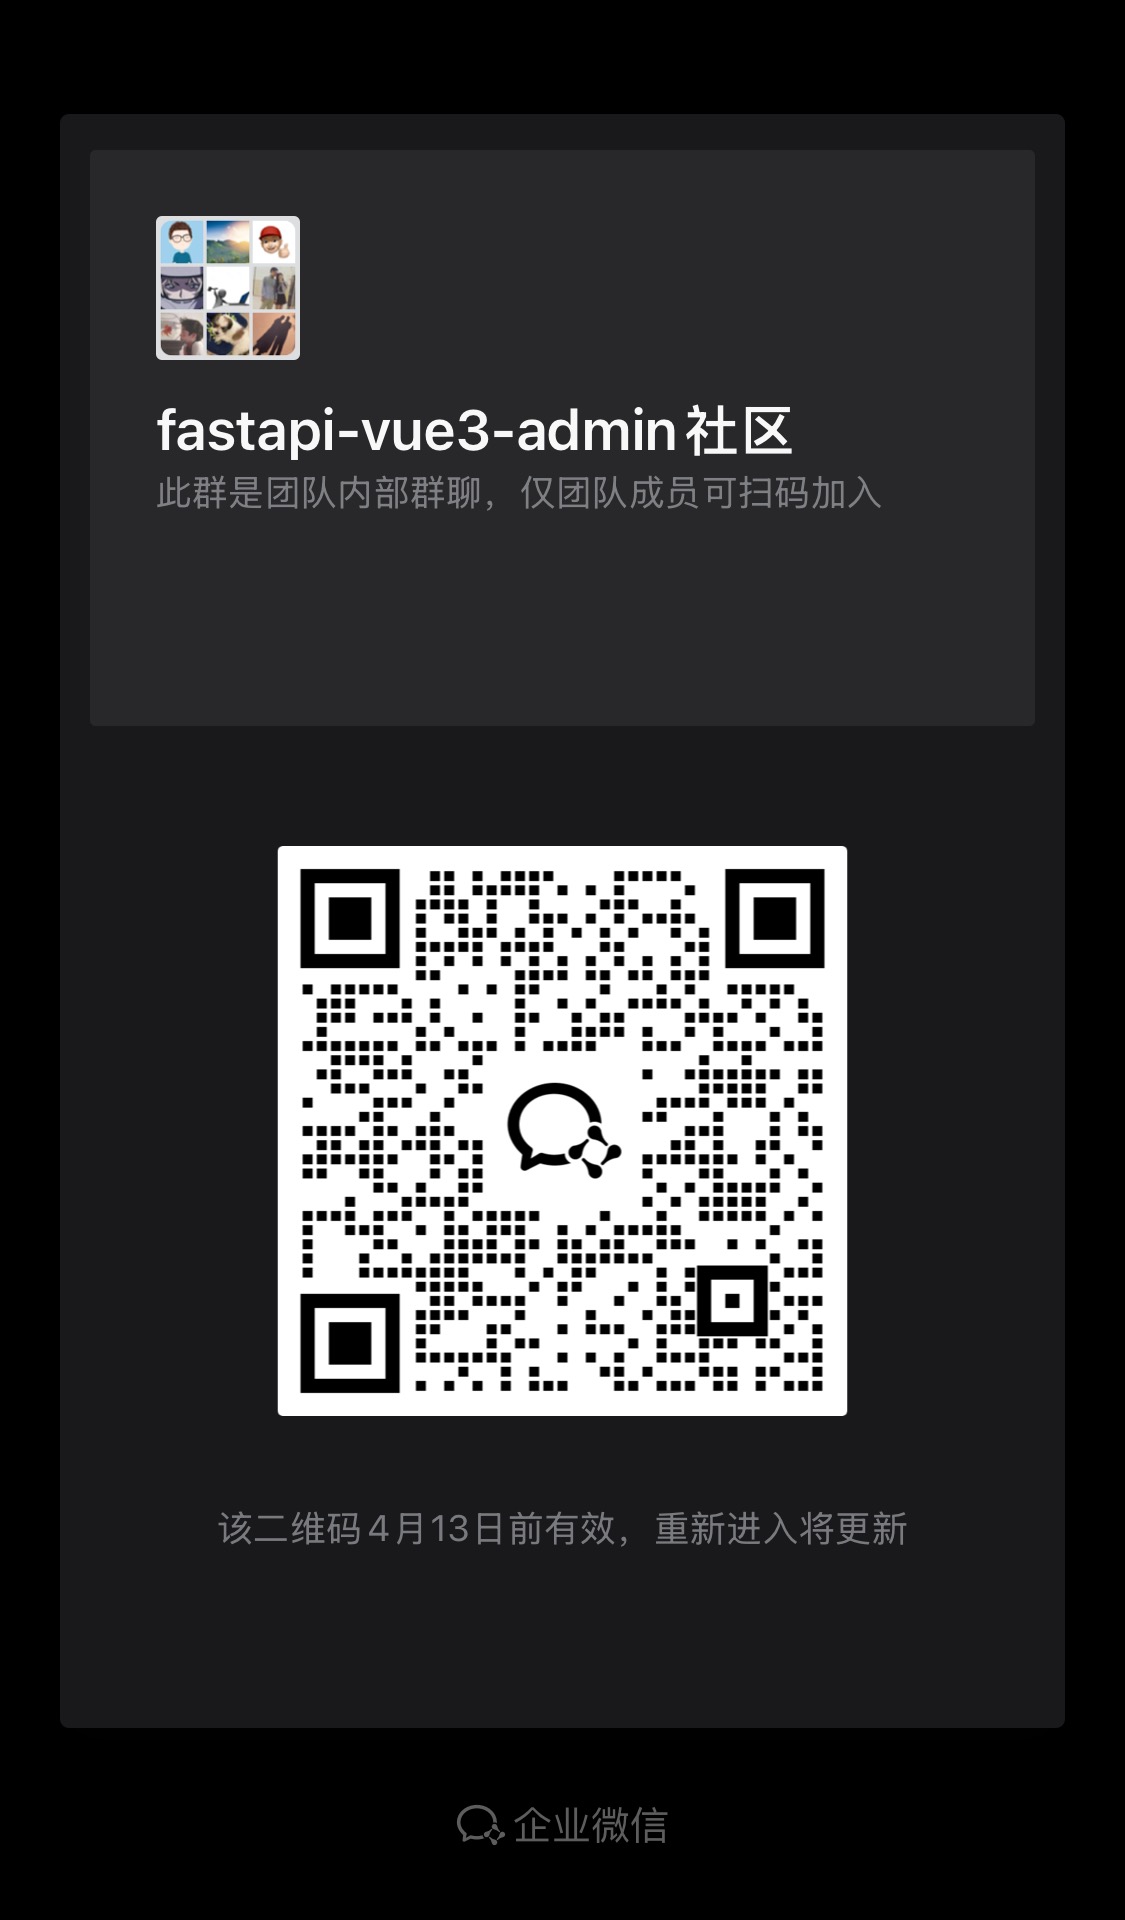 fastapi-vue3-admin社区
此群是团队内部群聊，仅团队成员可扫码加入
该二维码4月13日前有效，重新进入将更新
企业微信